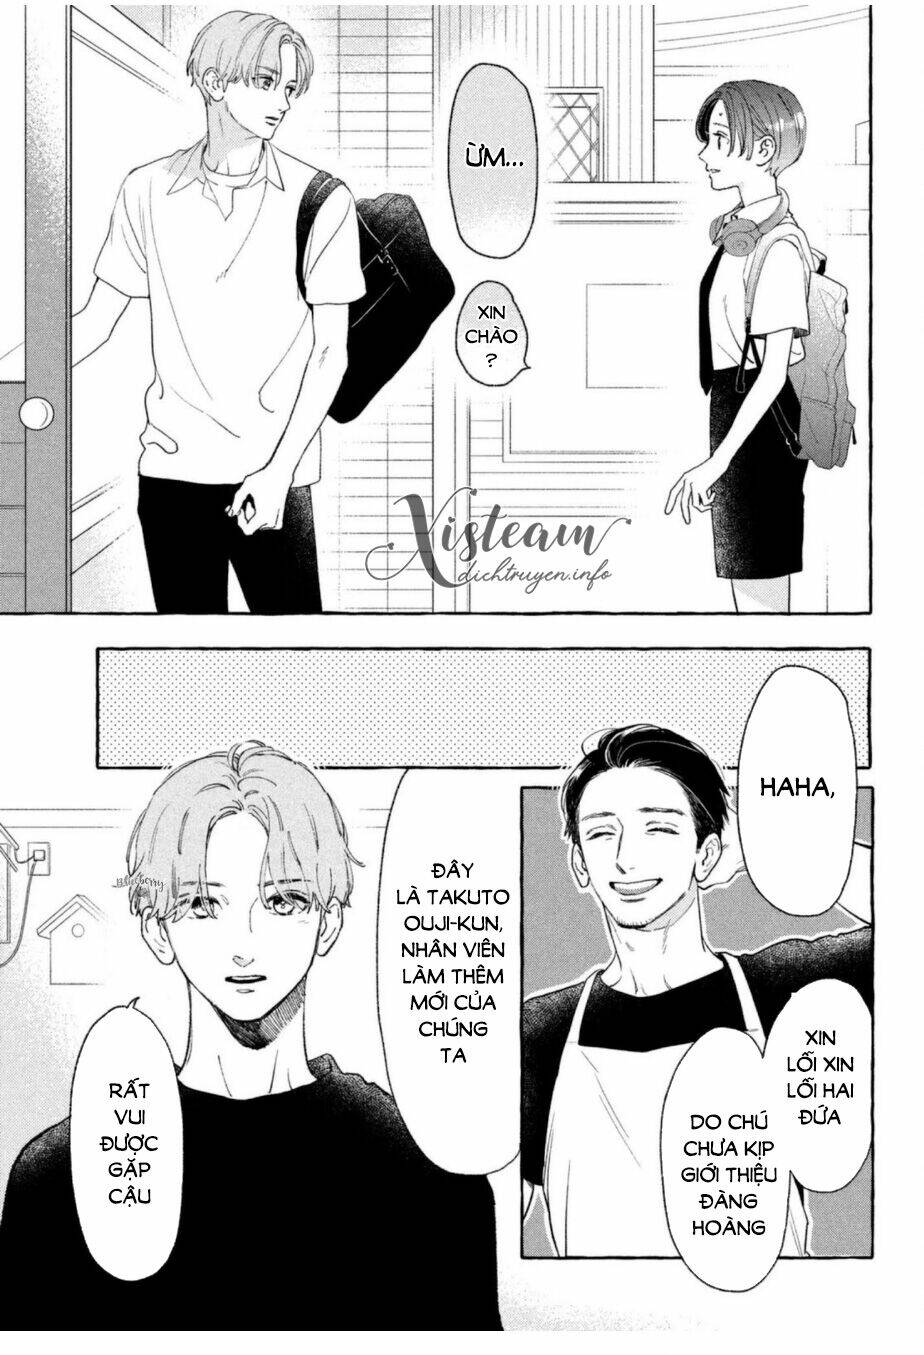 ỪM...
XIN
CHÀO
?
Xisteam
dichtruyen.info
HAHA,
XIN
LỖI XIN
LỖI HAI
ĐỨA
DO CHÚ
CHƯA KỊP
GIỚI THIỆU
ĐÀNG
HOÀNG
ĐÂY
LÀ TAKUTO
OUJI-KUN,
NHÂN VIÊN
LÀM THÊM
MỚI CỦA
CHÚNG
TA
Blueberry
RẤT
VUI
ĐƯỢC
GẶP
CẬU